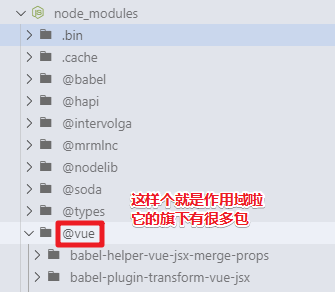 node_modules
.bin
.cache
@babel
@hapi
@intervolga
@mrmlnc
@nodelib
@soda
@types
这样个就是作用域啦
它的旗下有很多包
@vue
babel-helper-vue-jsx-merge-props
babel-plugin-transform-vue-jsx